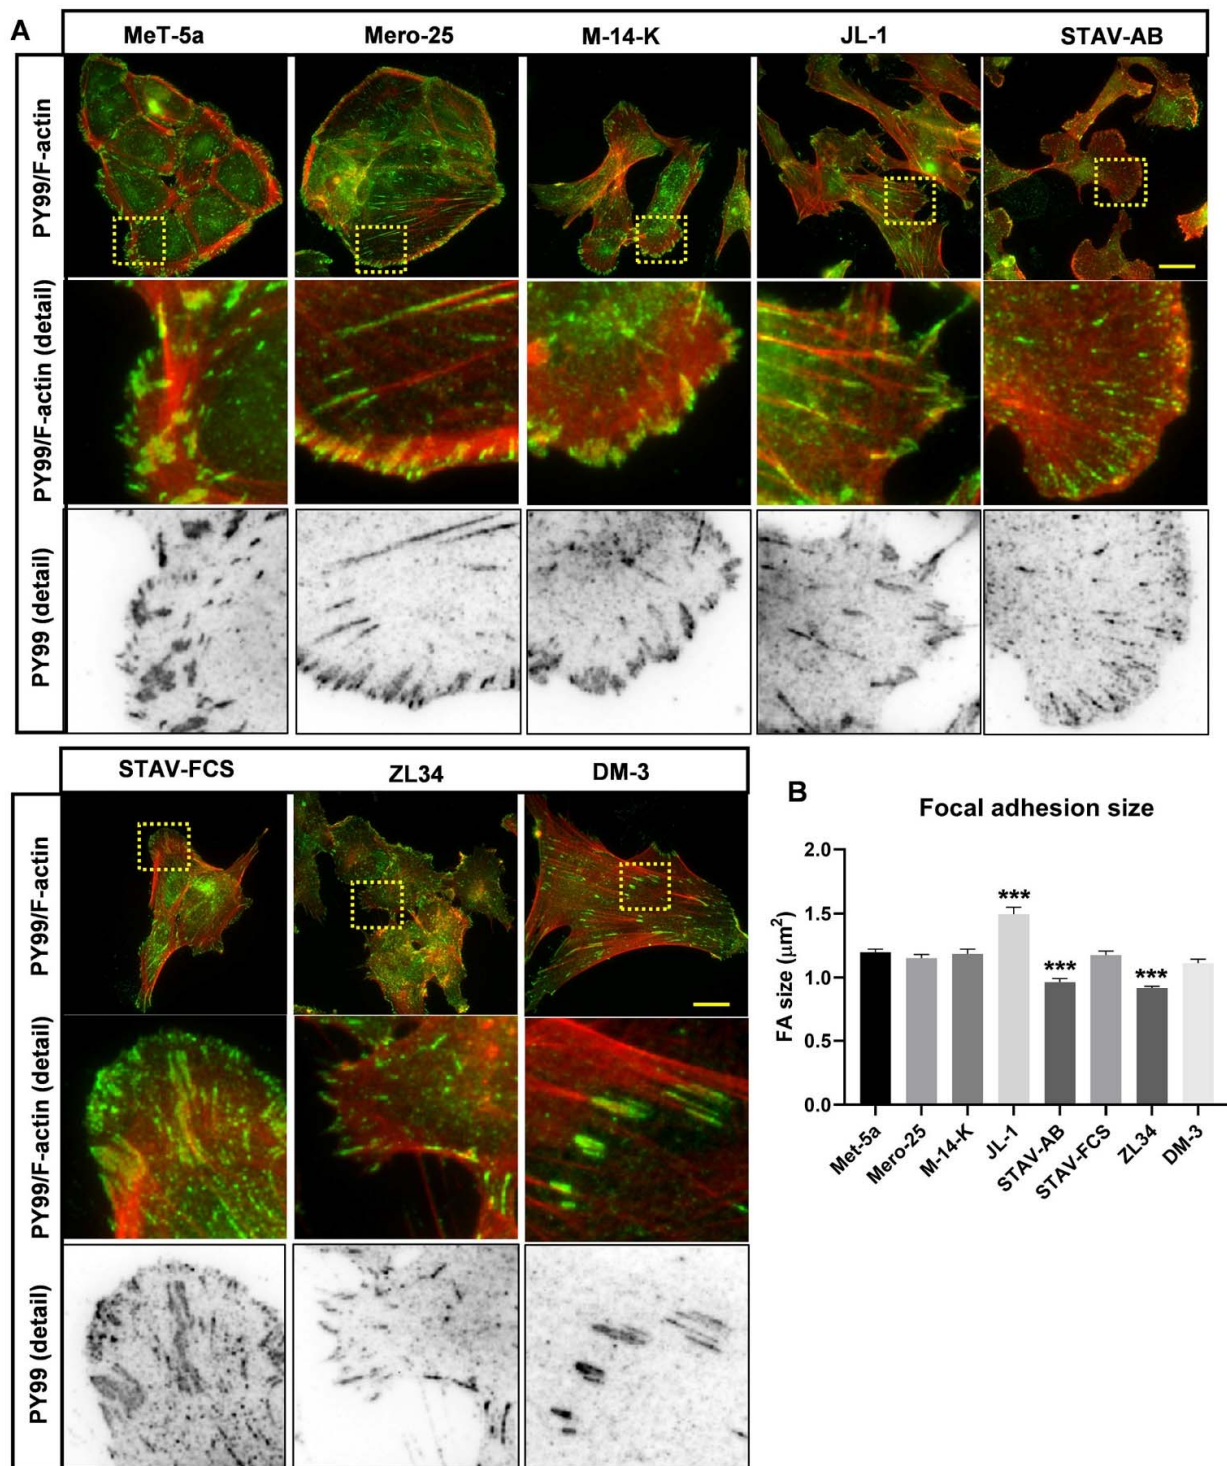 A
MeT-5a Mero-25 M-14-K JL-1 STAV-AB
PY99/F-actin
PY99/F-actin (detail)
PY99 (detail)
STAV-FCS ZL34 DM-3
PY99/F-actin
PY99/F-actin (detail)
PY99 (detail)
B
Focal adhesion size
FA size (μm²)
2.0
1.5
1.0
0.5
0.0
***
***
***
Met-5a
Mero-25
M-14-K
JL-1
STAV-AB
STAV-FCS
ZL34
DM-3